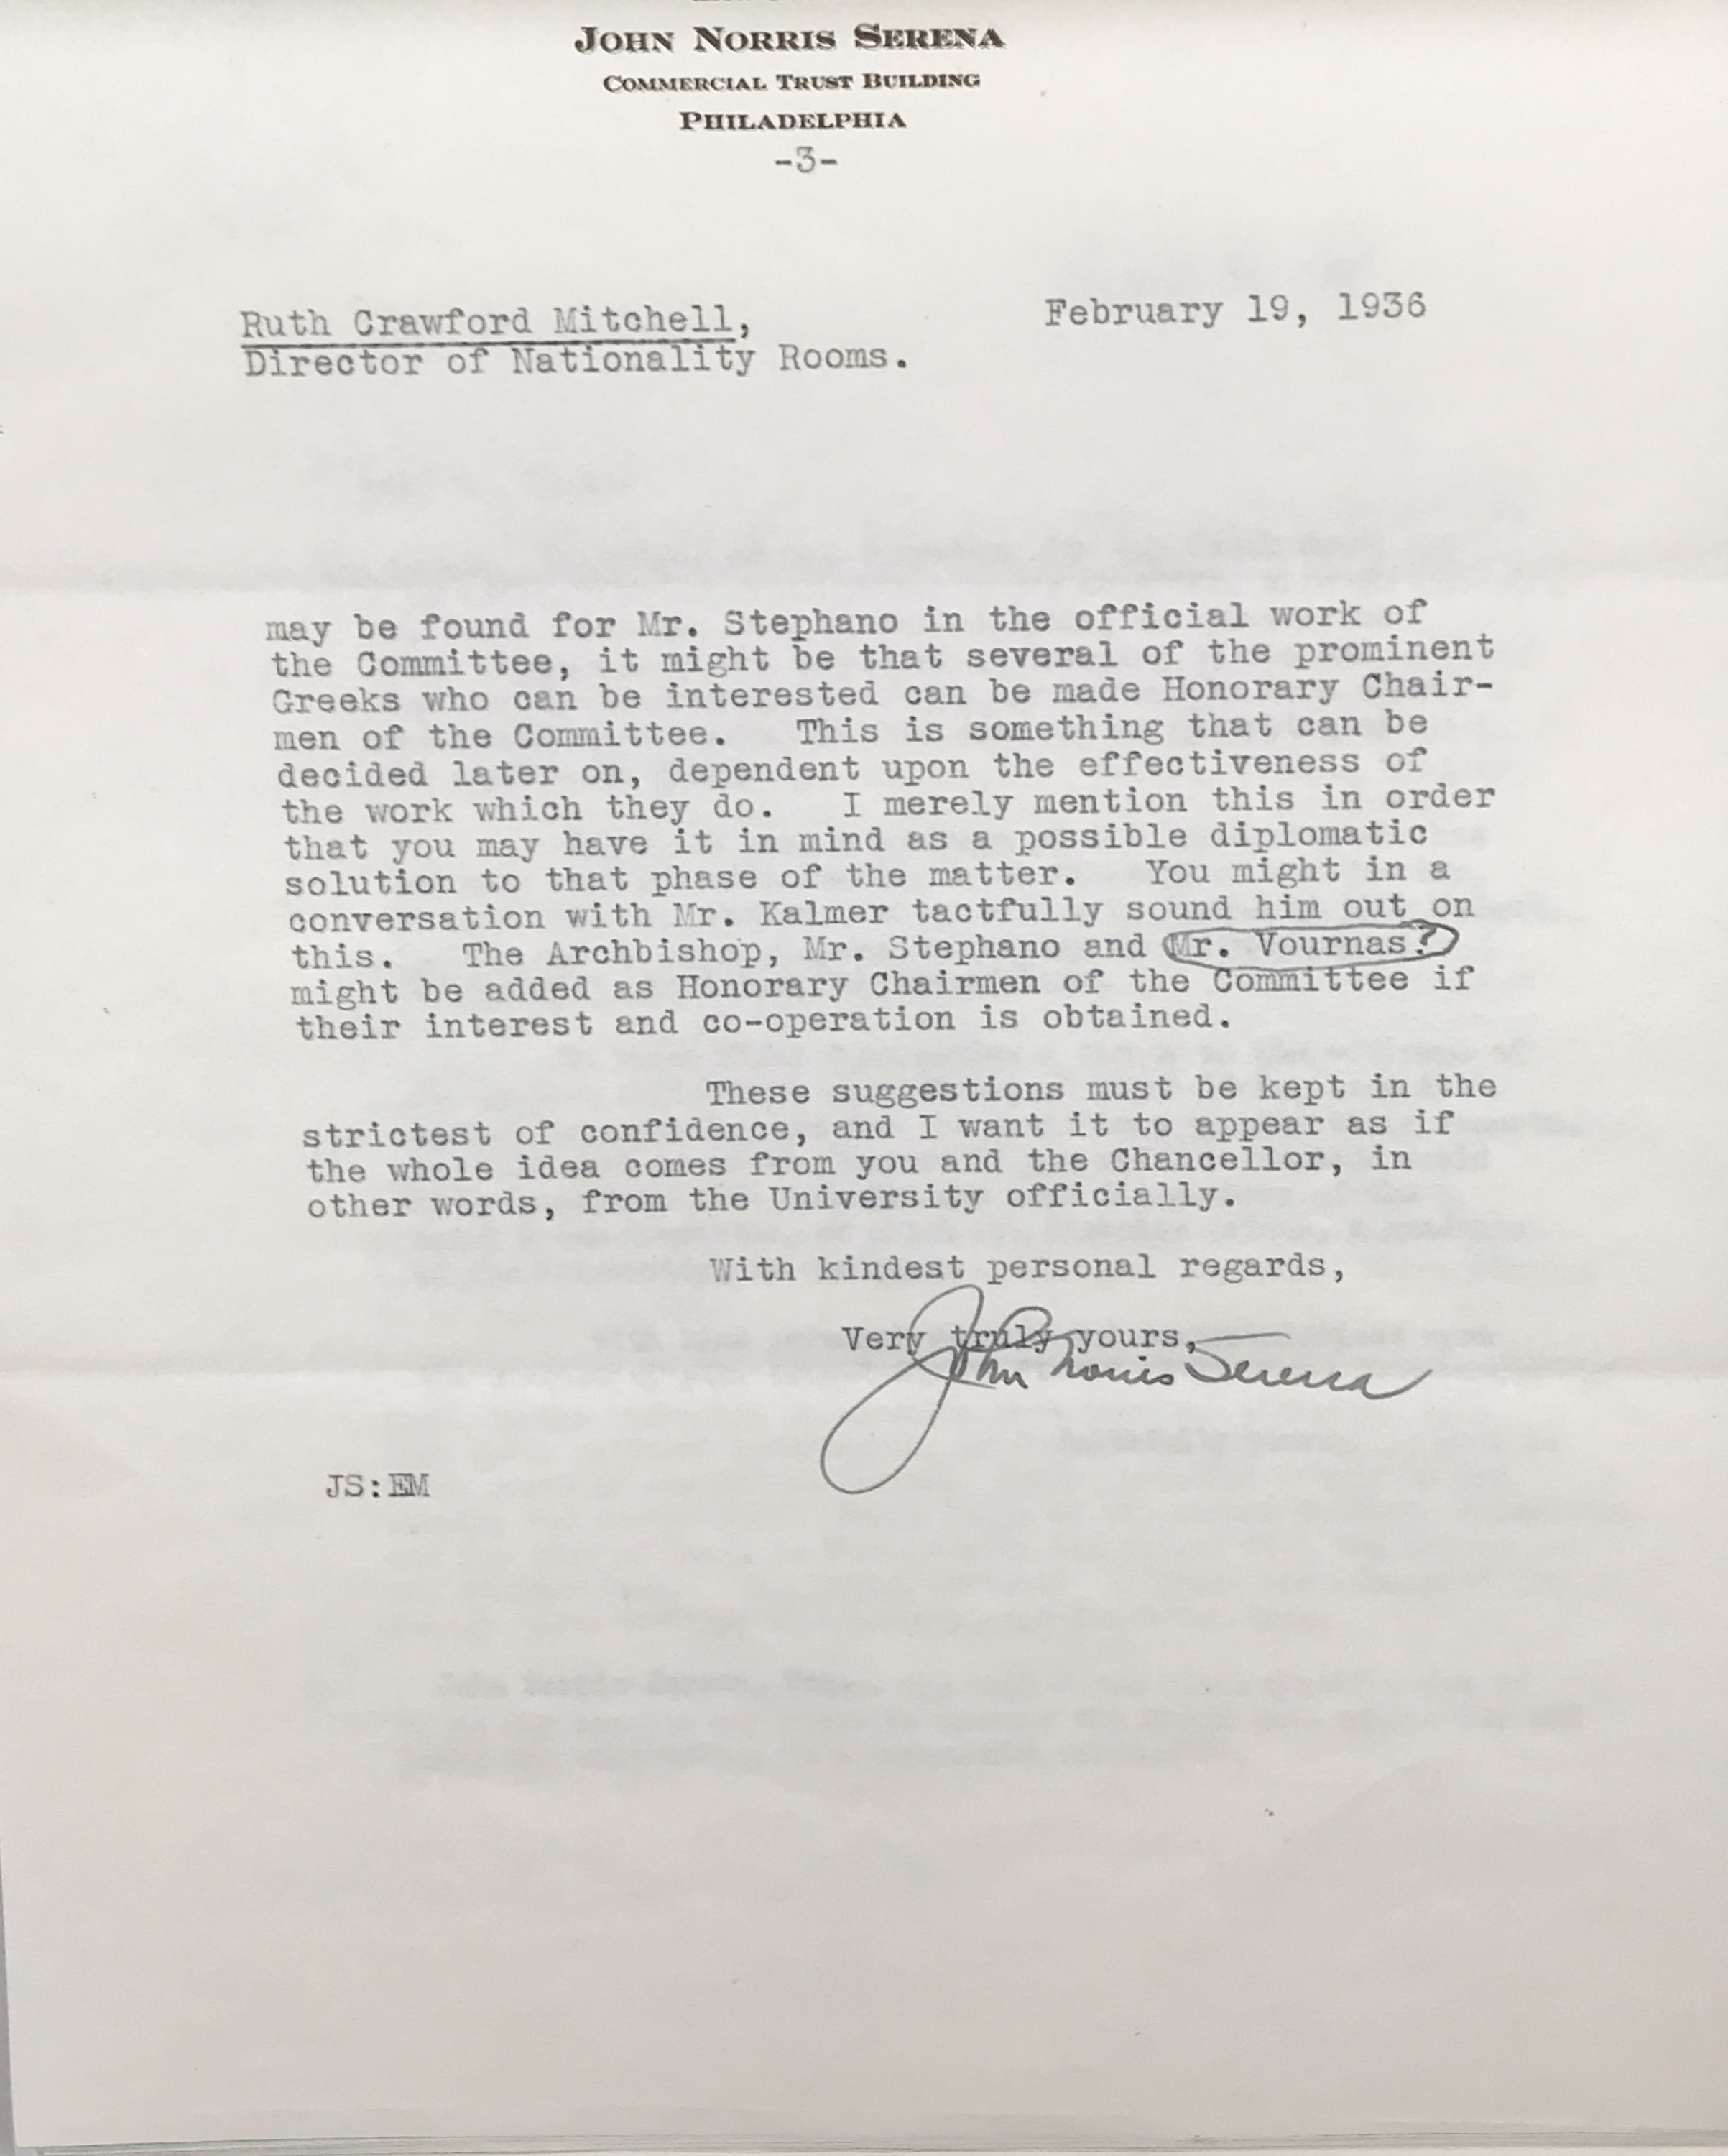 JOHN NORRIS SERENA
COMMERCIAL TRUST BUILDING
PHILADELPHIA
-3-
Ruth Crawford Mitchell,
February 19, 1936
Director of Nationality Rooms.
may be found for Mr. Stephano in the official work of
the Committee, it might be that several of the prominent
Greeks who can be interested can be made Honorary Chair-
men of the Committee. This is something that can be
decided later on, dependent upon the effectiveness of
the work which they do. I merely mention this in order
that you may have it in mind as a possible diplomatic
solution to that phase of the matter. You might in a
conversation with Mr. Kalmer tactfully sound him out on
this. The Archbishop, Mr. Stephano and Mr. Vournas?
might be added as Honorary Chairmen of the Committee if
their interest and co-operation is obtained.
These suggestions must be kept in the
strictest of confidence, and I want it to appear as if
the whole idea comes from you and the Chancellor, in
other words, from the University officially.
With kindest personal regards,
Very truly yours,
John Norris Serena
JS:EM